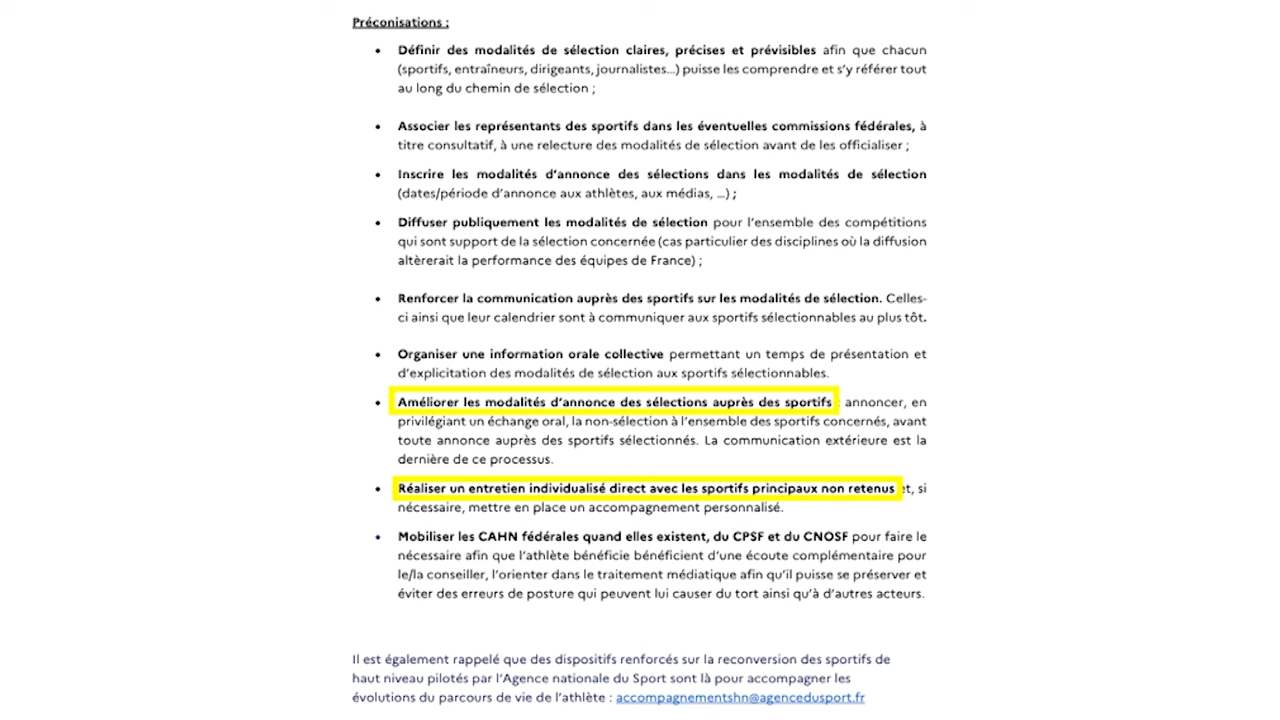 Préconisations :
• Définir des modalités de sélection claires, précises et prévisibles afin que chacun
(sportifs, entraîneurs, dirigeants, journalistes…) puisse les comprendre et s’y référer tout
au long du chemin de sélection ;
• Associer les représentants des sportifs dans les éventuelles commissions fédérales, à
titre consultatif, à une relecture des modalités de sélection avant de les officialiser ;
• Inscrire les modalités d’annonce des sélections dans les modalités de sélection
(dates/période d’annonce aux athlètes, aux médias, …) ;
• Diffuser publiquement les modalités de sélection pour l’ensemble des compétitions
qui sont support de la sélection concernée (cas particulier des disciplines où la diffusion
altèrerait la performance des équipes de France) ;
• Renforcer la communication auprès des sportifs sur les modalités de sélection. Celles-
ci ainsi que leur calendrier sont à communiquer aux sportifs sélectionnables au plus tôt.
• Organiser une information orale collective permettant un temps de présentation et
d’explicitation des modalités de sélection aux sportifs sélectionnables.
• Améliorer les modalités d’annonce des sélections auprès des sportifs : annoncer, en
privilégiant un échange oral, la non-sélection à l’ensemble des sportifs concernés, avant
toute annonce auprès des sportifs sélectionnés. La communication extérieure est la
dernière de ce processus.
• Réaliser un entretien individualisé direct avec les sportifs principaux non retenus et, si
nécessaire, mettre en place un accompagnement personnalisé.
• Mobiliser les CAHN fédérales quand elles existent, du CPSF et du CNOSF pour faire le
nécessaire afin que l’athlète bénéficie bénéficient d’une écoute complémentaire pour
le/la conseiller, l’orienter dans le traitement médiatique afin qu’il puisse se préserver et
éviter des erreurs de posture qui peuvent lui causer du tort ainsi qu’à d’autres acteurs.
Il est également rappelé que des dispositifs renforcés sur la reconversion des sportifs de
haut niveau pilotés par l’Agence nationale du Sport sont là pour accompagner les
évolutions du parcours de vie de l’athlète : accompagnementshn@agencedusport.fr